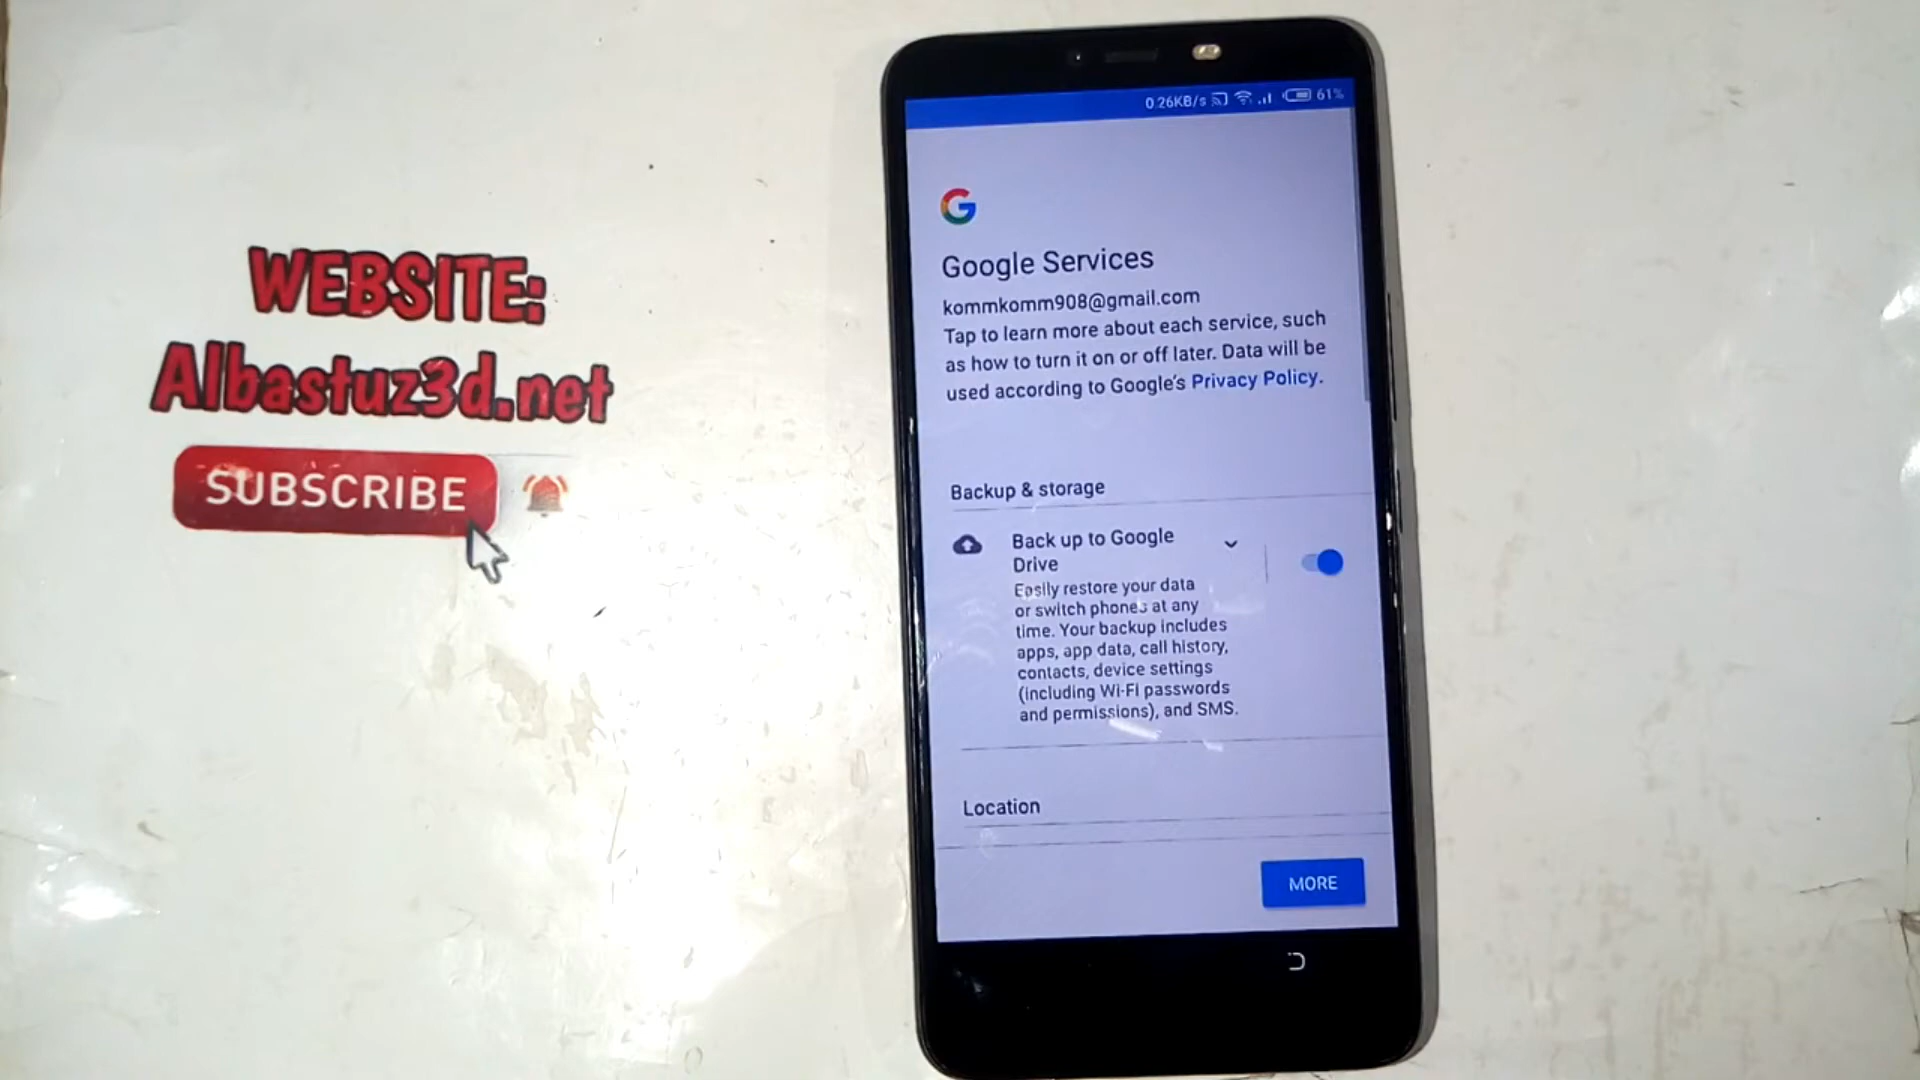 WEBSITE:
Albastuz3d.net
SUBSCRIBE
0.26KB/s 61%
G
Google Services
kommkomm908@gmail.com
Tap to learn more about each service, such
as how to turn it on or off later. Data will be
used according to Google's Privacy Policy.
Backup & storage
Back up to Google
Drive
Easily restore your data
or switch phones at any
time. Your backup includes
apps, app data, call history,
contacts, device settings
(including Wi-Fi passwords
and permissions), and SMS.
Location
MORE